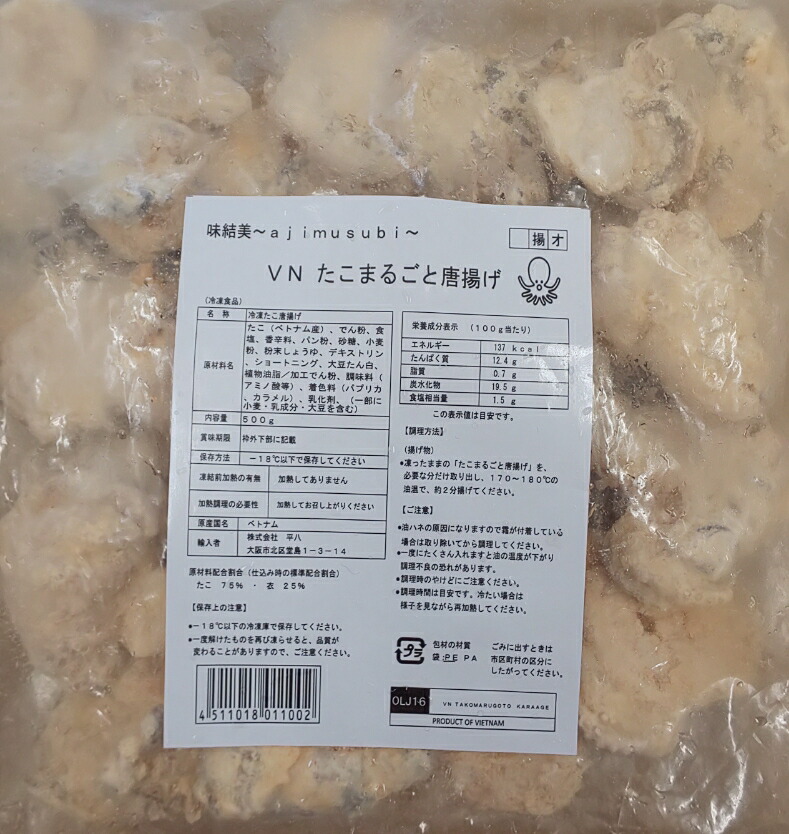 味結美～ajimusubi～
揚 オ
VN たこまるごと唐揚げ
(冷凍食品)
名 称 冷凍たこ唐揚げ
原材料名 たこ(ベトナム産)、でん粉、食
塩、香辛料、パン粉、砂糖、小麦
粉、粉末しょうゆ、デキストリン
、ショートニング、大豆たん白、
植物油脂/加工でん粉、調味料(
アミノ酸等)、着色料(パプリカ
、カラメル)、乳化剤、(一部に
小麦・乳成分・大豆を含む)
内容量 500g
賞味期限 枠外下部に記載
保存方法 －18℃以下で保存してください
凍結前加熱の有無 加熱してありません
加熱調理の必要性 加熱してお召し上がりください
原産国名 ベトナム
輸入者 株式会社 平八
大阪市北区堂島1－3－14
原材料配合割合(仕込み時の標準配合割合)
たこ 75% ・ 衣 25%
【保存上の注意】
●－18℃以下の冷凍庫で保存してください。
●一度解けたものを再び凍らせると、品質が
変わることがありますので、ご注意ください。
4 511018 011002
栄養成分表示 (100g当たり)
エネルギー 137 kcal
たんぱく質 12.4 g
脂質 0.7 g
炭水化物 19.5 g
食塩相当量 1.5 g
この表示値は目安です。
【調理方法】
(揚げ物)
●凍ったままの「たこまるごと唐揚げ」を、
必要な分だけ取り出し、170～180℃の
油温で、約2分揚げてください。
【ご注意】
●油ハネの原因になりますので霜が付着している
場合は取り除いてから調理してください。
●一度にたくさん入れますと油の温度が下がり
調理不良の恐れがあります。
●調理時のやけどにご注意ください。
●調理時間は目安です。冷たい場合は
様子を見ながら再加熱してください。
プラ
包材の材質
袋:PE PA
ごみに出すときは
市区町村の区分に
したがってください。
OLJ16 VN TAKOMARUGOTO KARAAGE
PRODUCT OF VIETNAM